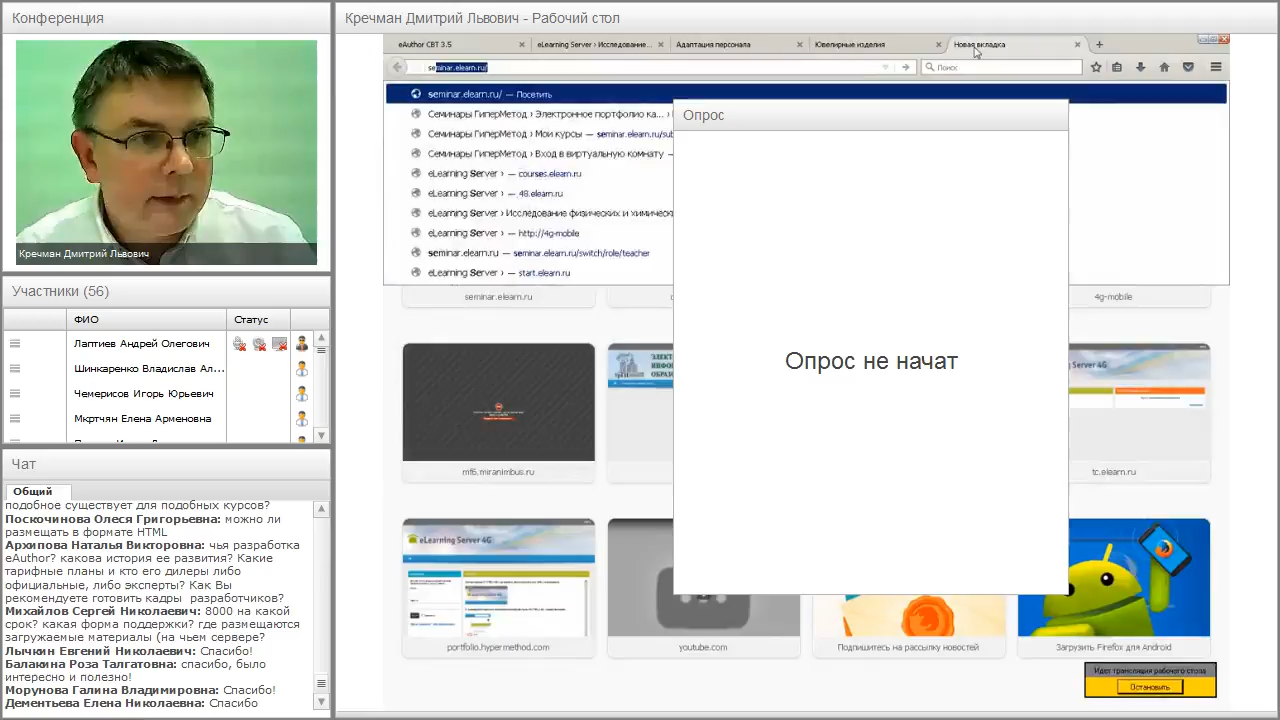 Конференция
Кречман Дмитрий Львович
Участники (56)
ФИО Статус
Лаптиев Андрей Олегович
Шинкаренко Владислав Ал...
Чемерисов Игорь Юрьевич
Мкртчян Елена Арменовна
Чат
Общий
подобное существует для подобных курсов?
Поскочинова Олеся Григорьевна: можно ли
размещать в формате HTML
Архипова Наталья Викторовна: чья разработка
eAuthor? какова история ее развития? Какие
тарифные планы и кто его дилеры либо
официальные, либо эксперты? Как Вы
рекомендуете готовить кадры разработчиков?
Михайлов Сергей Николаевич: 8000 на какой
срок? какая форма поддержки? где размещаются
загружаемые материалы (на чьем сервере?
Лычкин Евгений Николаевич: Спасибо!
Балакина Роза Талгатовна: спасибо, было
интересно и полезно!
Морунова Галина Владимировна: Спасибо!
Дементьева Елена Николаевна: Спасибо
Кречман Дмитрий Львович - Рабочий стол
eAuthor CBT 3.5
eLearning Server › Исследование...
Адаптация персонала
Ювелирные изделия
Новая вкладка
seminar.elearn.ru/
Поиск
seminar.elearn.ru/ — Посетить
Семинары ГиперМетод › Электронное портфолио ка... ›
Семинары ГиперМетод › Мои курсы — seminar.elearn.ru/sub
Семинары ГиперМетод › Вход в виртуальную комнату —
eLearning Server › — courses.elearn.ru
eLearning Server › — 48.elearn.ru
eLearning Server › Исследование физических и химически
eLearning Server › — http://4g-mobile
seminar.elearn.ru — seminar.elearn.ru/switch/role/teacher
eLearning Server › — start.elearn.ru
Опрос
Опрос не начат
seminar.elearn.ru
4g-mobile
mf6.miranimbus.ru
eLearning Server 4G
tc.elearn.ru
eLearning Server 4G
portfolio.hypermethod.com
youtube.com
Подпишитесь на рассылку новостей
Загрузить Firefox для Android
Идет трансляция рабочего стола
Остановить